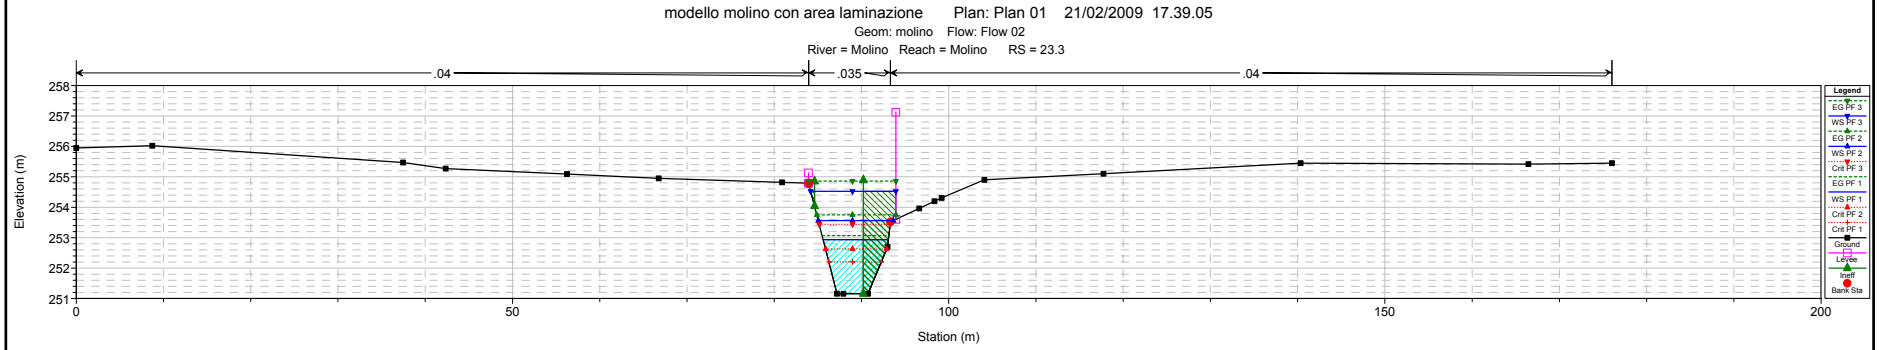 modello molino con area laminazione Plan: Plan 01 21/02/2009 17.39.05
Geom: molino Flow: Flow 02
River = Molino Reach = Molino RS = 23.3
.04 .035 .04
258
257
256
255
254
253
252
251
Elevation (m)
0 50 100 150 200
Station (m)
Legend
EG PF 3
WS PF 3
EG PF 2
WS PF 2
Crit PF 3
EG PF 1
WS PF 1
Crit PF 2
Crit PF 1
Ground
Levee
Ineff
Bank Sta